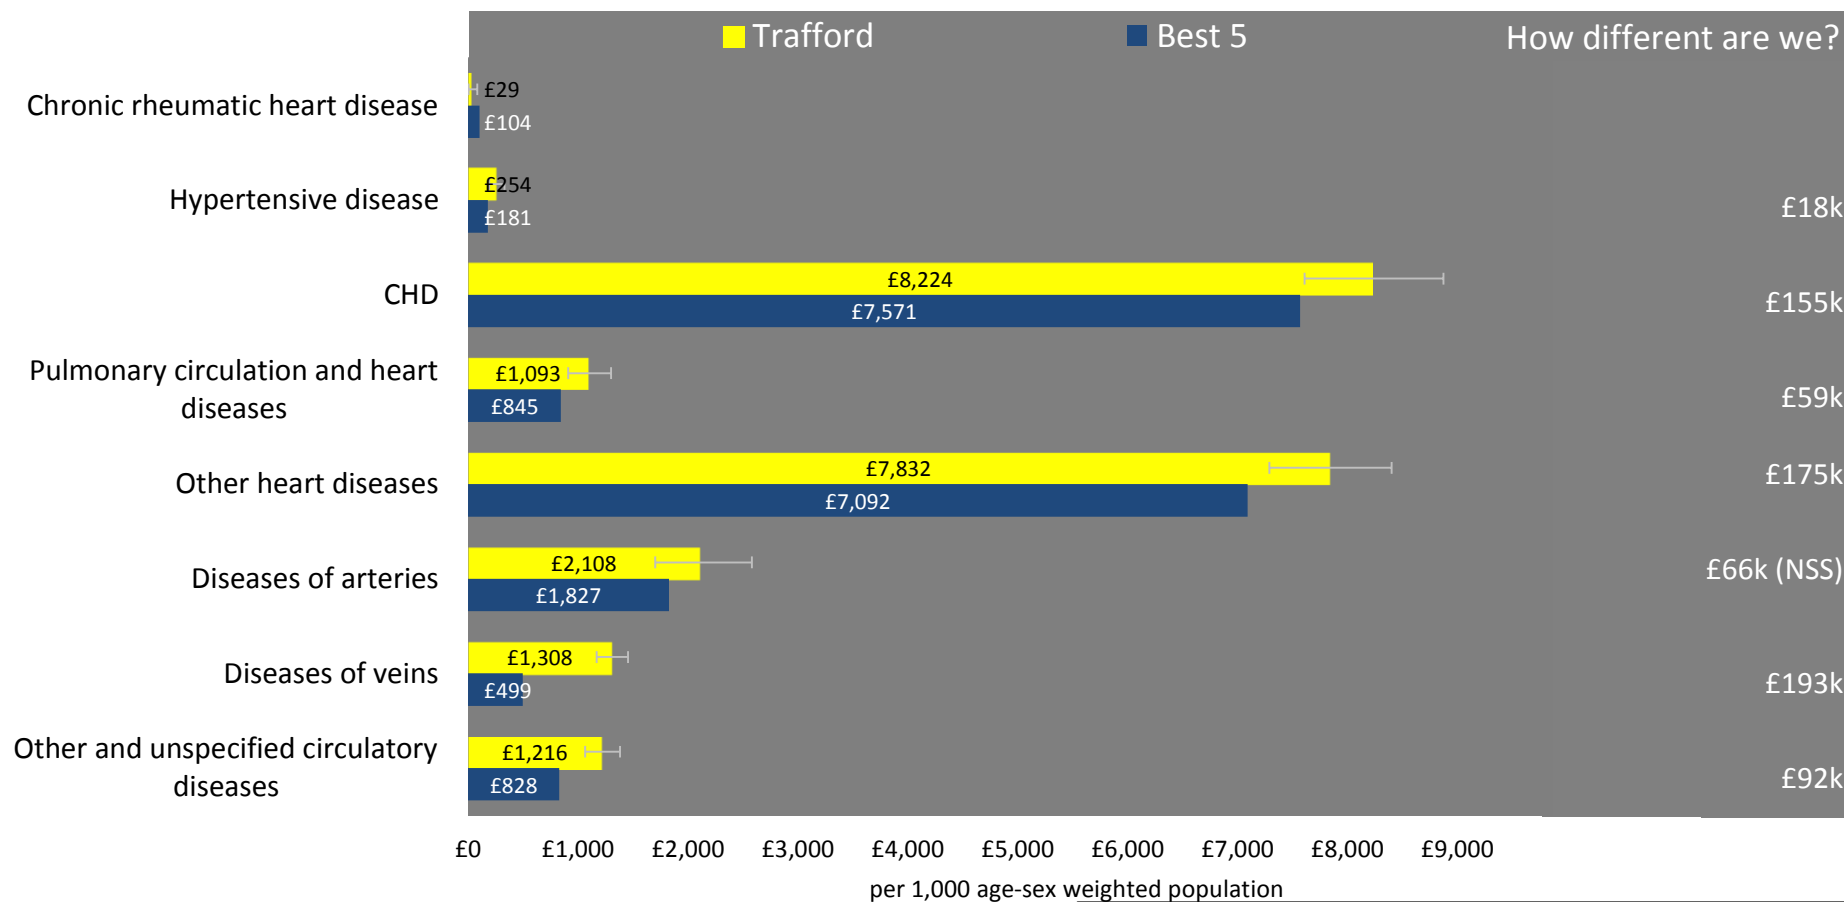 Trafford Best 5 How different are we?
Chronic rheumatic heart disease £29
£104
Hypertensive disease £254
£181 £18k
CHD £8,224
£7,571 £155k
Pulmonary circulation and heart
diseases £1,093
£845 £59k
Other heart diseases £7,832
£7,092 £175k
Diseases of arteries £2,108
£1,827 £66k (NSS)
Diseases of veins £1,308
£499 £193k
Other and unspecified circulatory
diseases £1,216
£828 £92k
£0 £1,000 £2,000 £3,000 £4,000 £5,000 £6,000 £7,000 £8,000 £9,000
per 1,000 age-sex weighted population